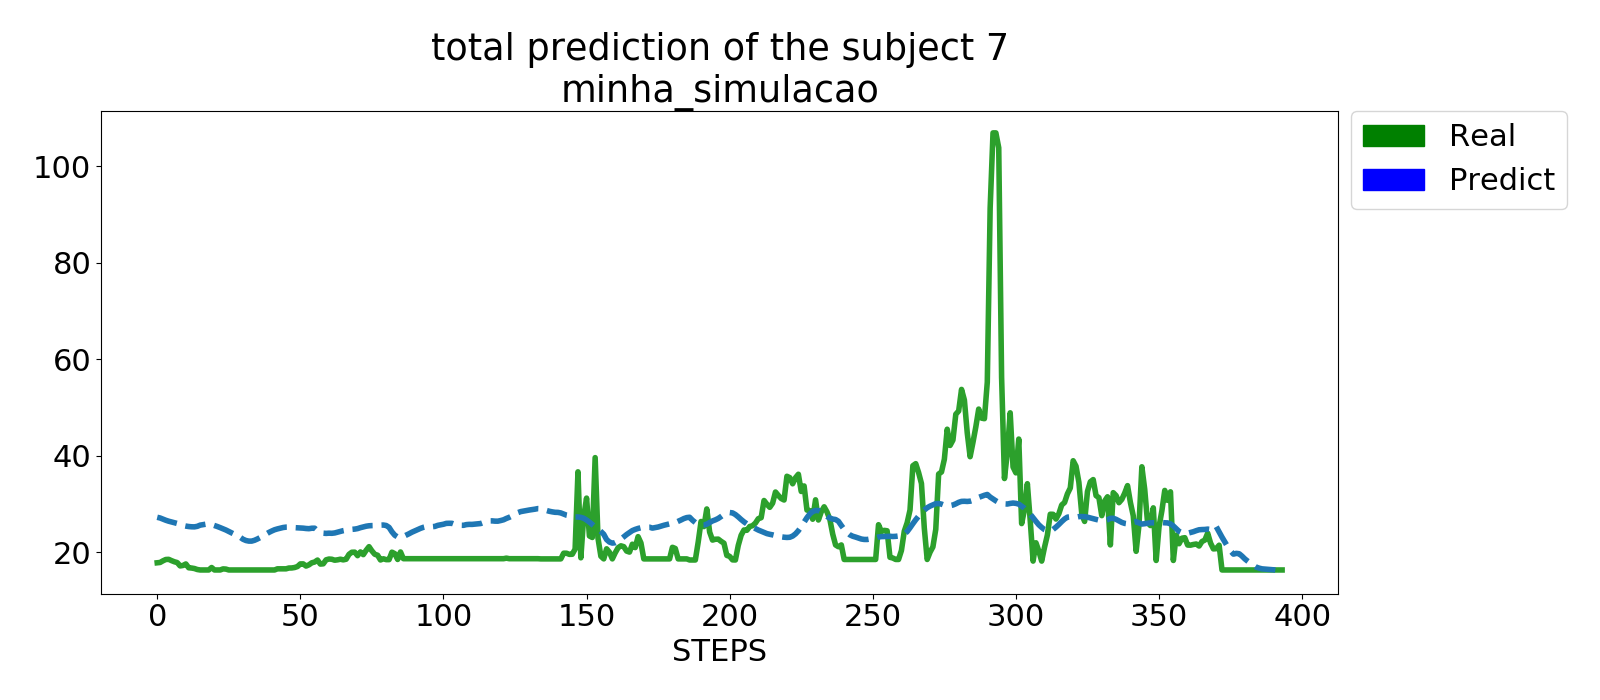 total prediction of the subject 7
minha_simulacao
Real
Predict
100
80
60
40
20
0 50 100 150 200 250 300 350 400
STEPS